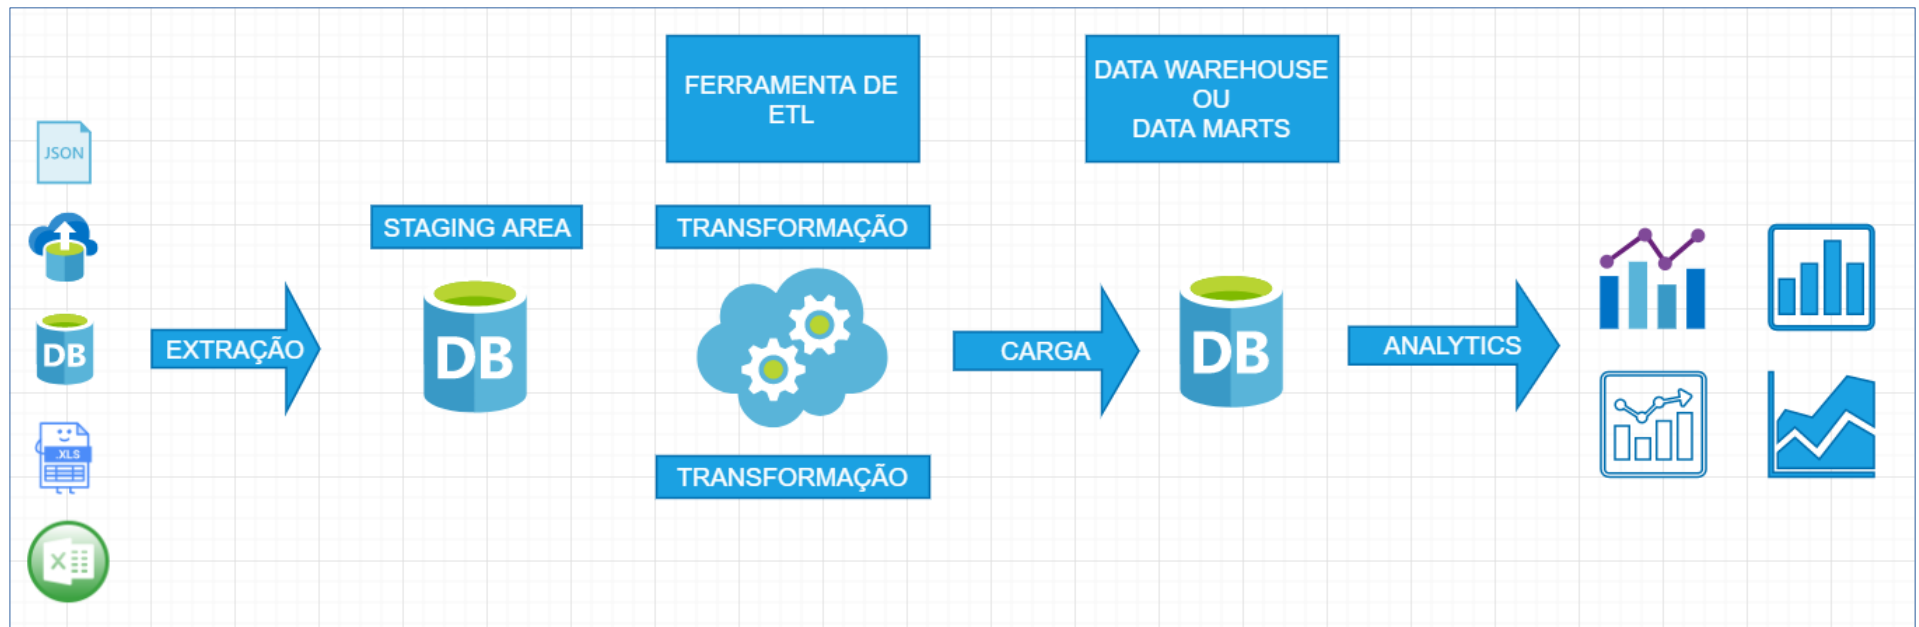 FERRAMENTA DE
ETL
DATA WAREHOUSE
OU
DATA MARTS
JSON
STAGING AREA
TRANSFORMAÇÃO
DB
EXTRAÇÃO
DB
CARGA
DB
ANALYTICS
.XLS
TRANSFORMAÇÃO
X